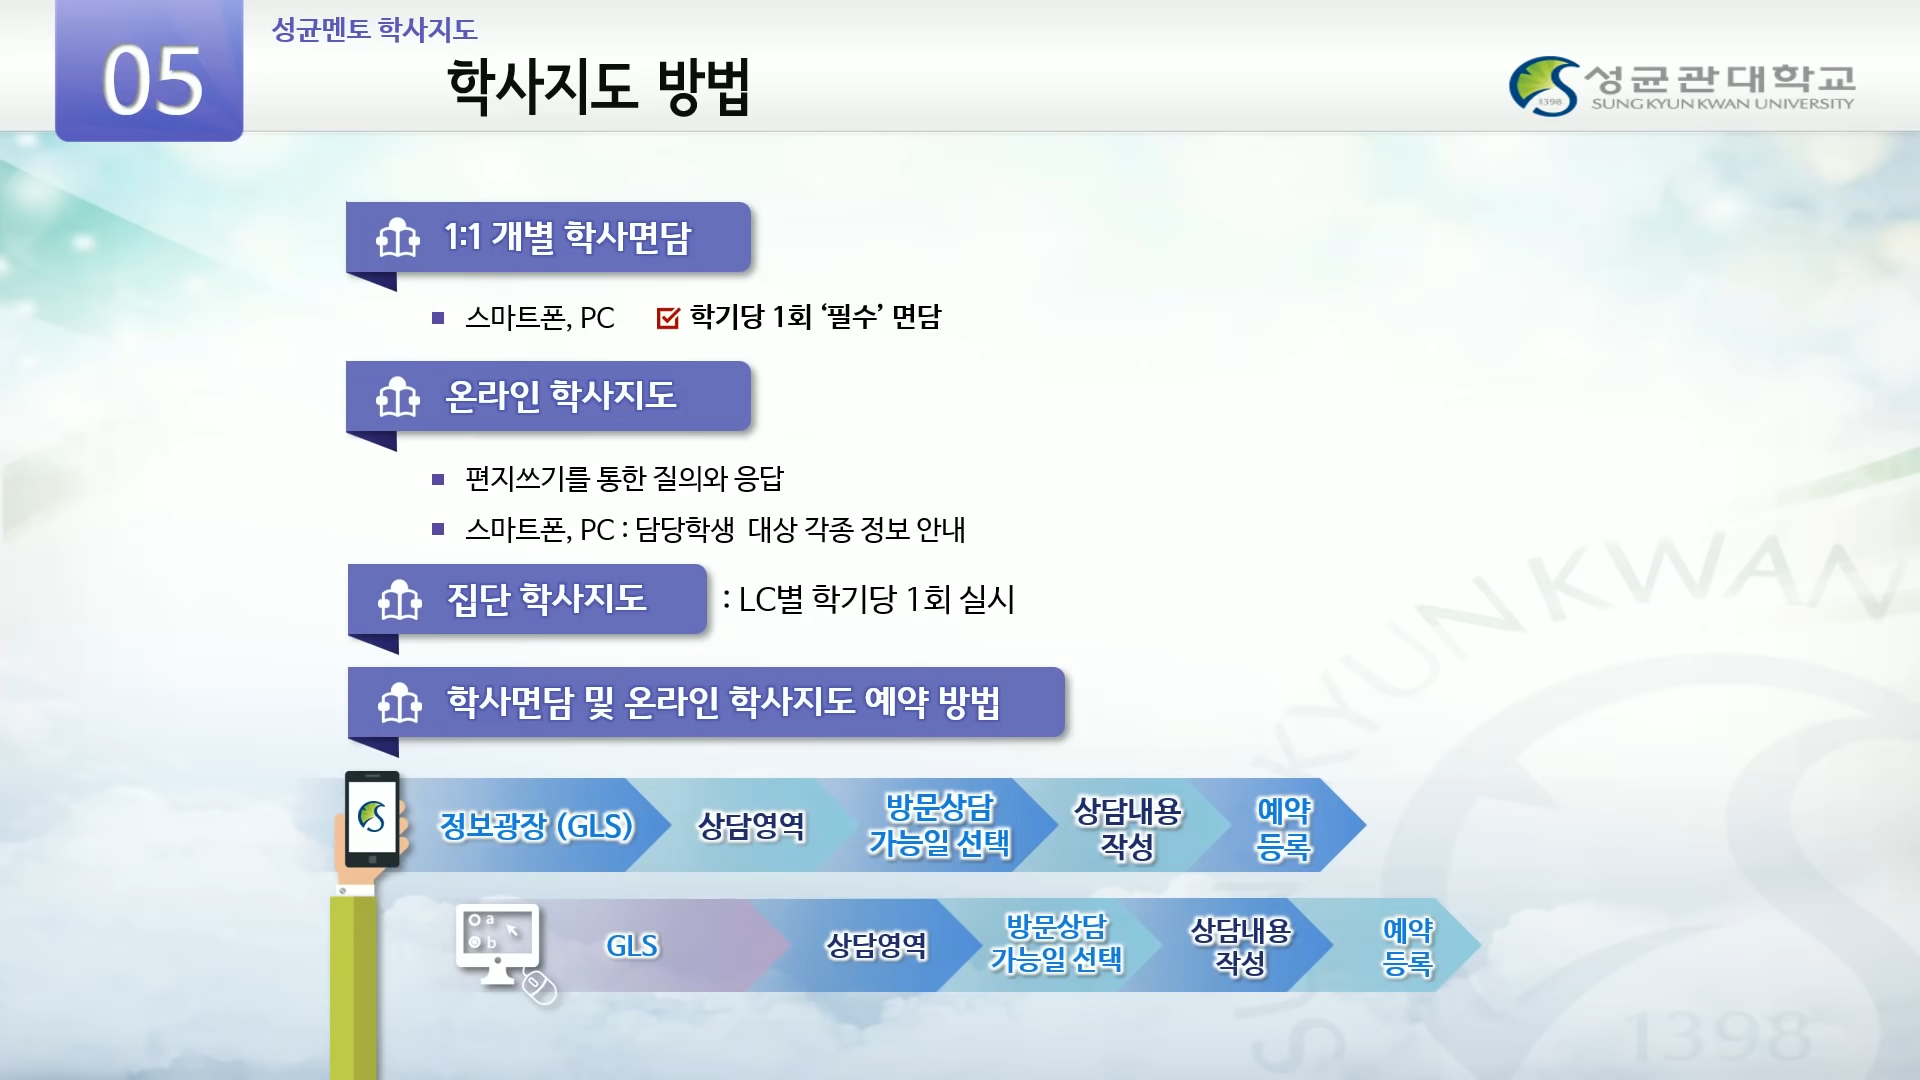 05
성균멘토 학사지도
학사지도 방법
1398
성균관대학교
SUNG KYUN KWAN UNIVERSITY
1:1 개별 학사면담
스마트폰, PC
학기당 1회 ‘필수’ 면담
온라인 학사지도
편지쓰기를 통한 질의와 응답
스마트폰, PC : 담당학생 대상 각종 정보 안내
집단 학사지도
: LC별 학기당 1회 실시
학사면담 및 온라인 학사지도 예약 방법
정보광장 (GLS)
상담영역
방문상담
가능일 선택
상담내용
작성
예약
등록
a
b
GLS
상담영역
방문상담
가능일 선택
상담내용
작성
예약
등록
KYUN KWAN
1398